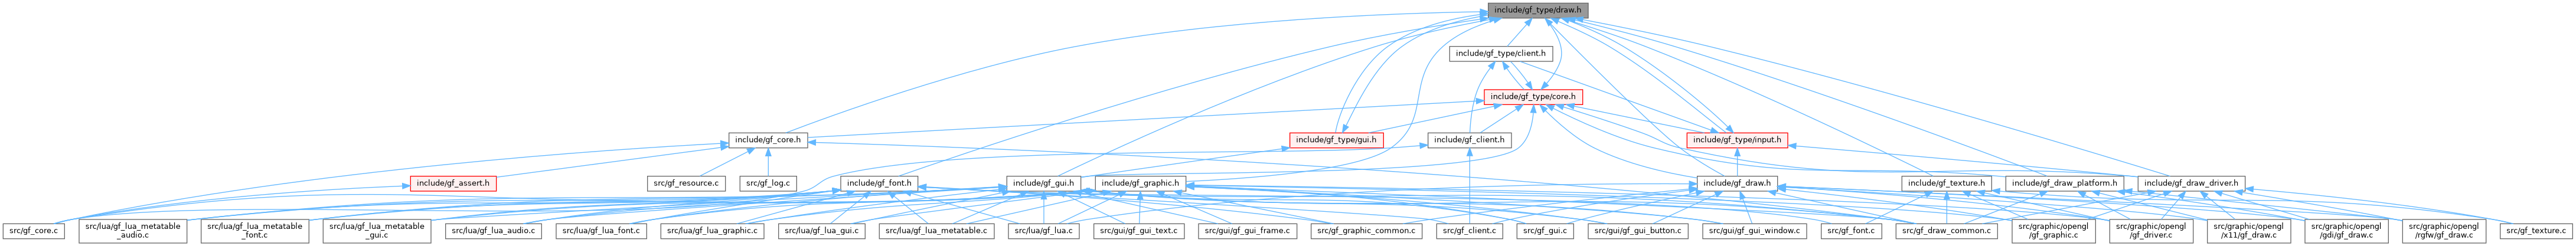 include/gf_type/draw.h
include/gf_type/client.h
include/gf_type/core.h
include/gf_core.h
include/gf_type/gui.h
include/gf_client.h
include/gf_type/input.h
include/gf_assert.h
src/gf_resource.c
src/gf_log.c
include/gf_font.h
include/gf_gui.h
include/gf_graphic.h
include/gf_draw.h
include/gf_texture.h
include/gf_draw_platform.h
include/gf_draw_driver.h
src/gf_core.c
src/lua/gf_lua_metatable
_audio.c
src/lua/gf_lua_metatable
_font.c
src/lua/gf_lua_metatable
_gui.c
src/lua/gf_lua_audio.c
src/lua/gf_lua_font.c
src/lua/gf_lua_graphic.c
src/lua/gf_lua_gui.c
src/lua/gf_lua_metatable.c
src/lua/gf_lua.c
src/gui/gf_gui_text.c
src/gui/gf_gui_frame.c
src/gf_graphic_common.c
src/gf_client.c
src/gf_gui.c
src/gui/gf_gui_button.c
src/gui/gf_gui_window.c
src/gf_font.c
src/gf_draw_common.c
src/graphic/opengl
/gf_graphic.c
src/graphic/opengl
/gf_driver.c
src/graphic/opengl
/x11/gf_draw.c
src/graphic/opengl
/gdi/gf_draw.c
src/graphic/opengl
/rgfw/gf_draw.c
src/gf_texture.c